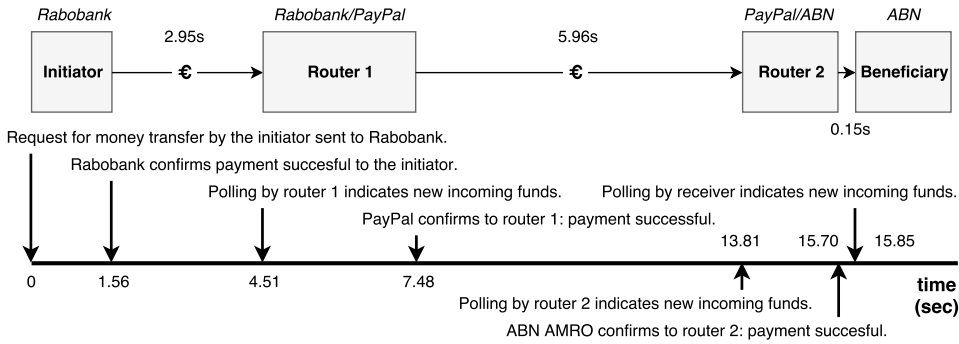 Rabobank
Rabobank/PayPal
PayPal/ABN
ABN
2.95s
5.96s
Initiator
€
Router 1
€
Router 2
Beneficiary
0.15s
Request for money transfer by the initiator sent to Rabobank.
Rabobank confirms payment succesful to the initiator.
Polling by router 1 indicates new incoming funds.
Polling by receiver indicates new incoming funds.
PayPal confirms to router 1: payment successful.
13.81
15.70
15.85
0
1.56
4.51
7.48
time
(sec)
Polling by router 2 indicates new incoming funds.
ABN AMRO confirms to router 2: payment succesful.